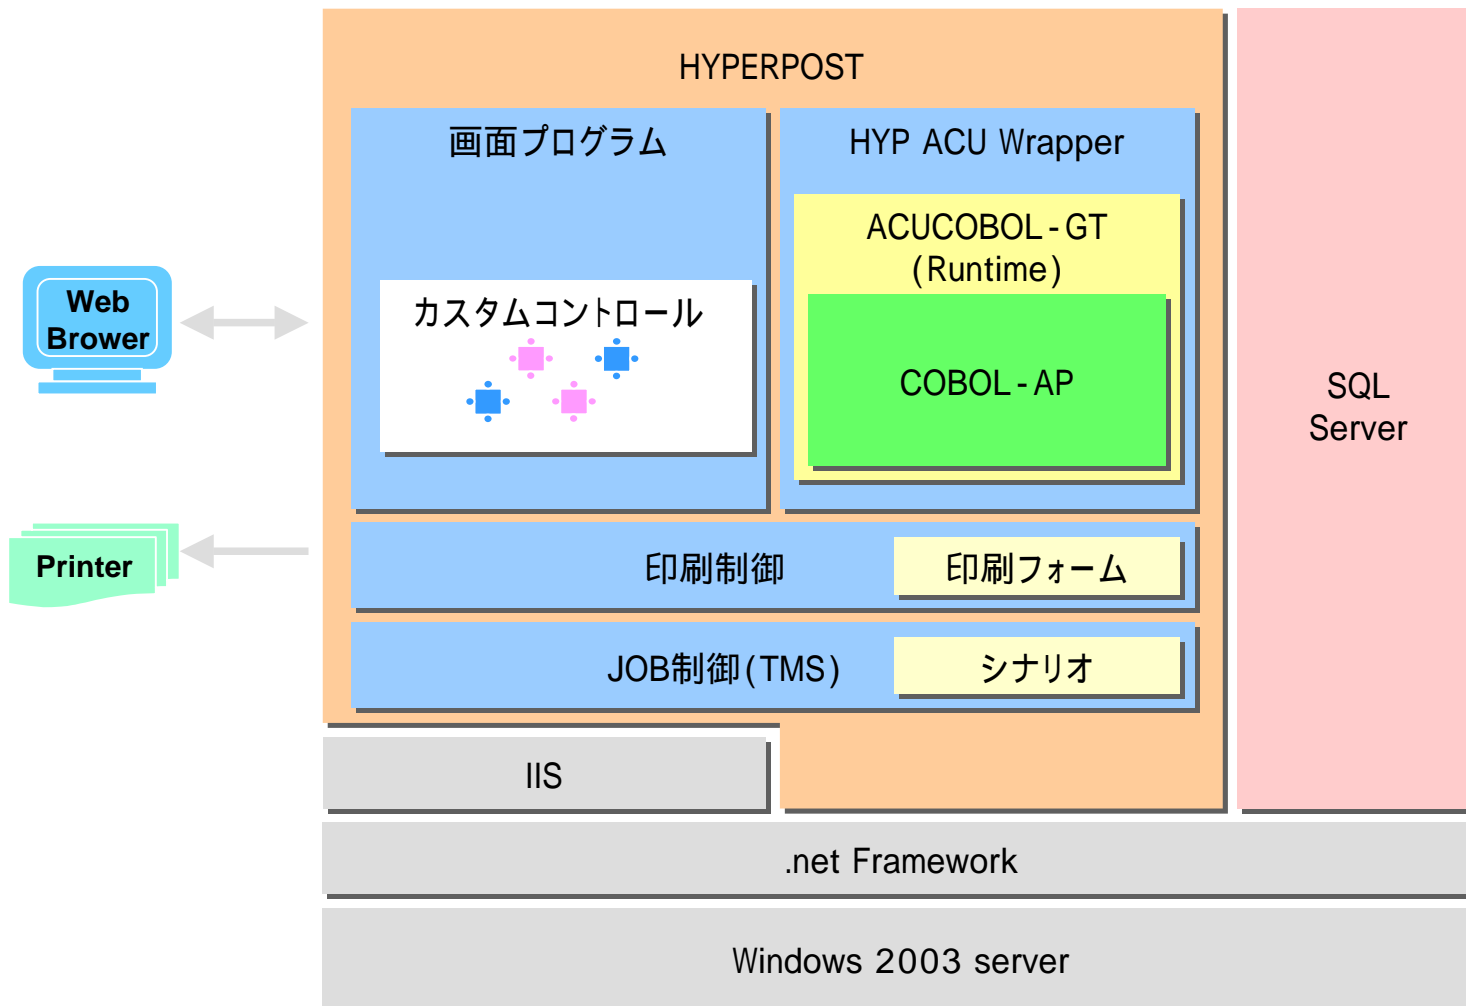 HYPERPOST
画面プログラム
HYP ACU Wrapper
ACUCOBOL-GT
(Runtime)
カスタムコントロール
COBOL-AP
Web
Brower
SQL
Server
Printer
印刷制御
印刷フォーム
JOB制御(TMS)
シナリオ
IIS
.net Framework
Windows 2003 server